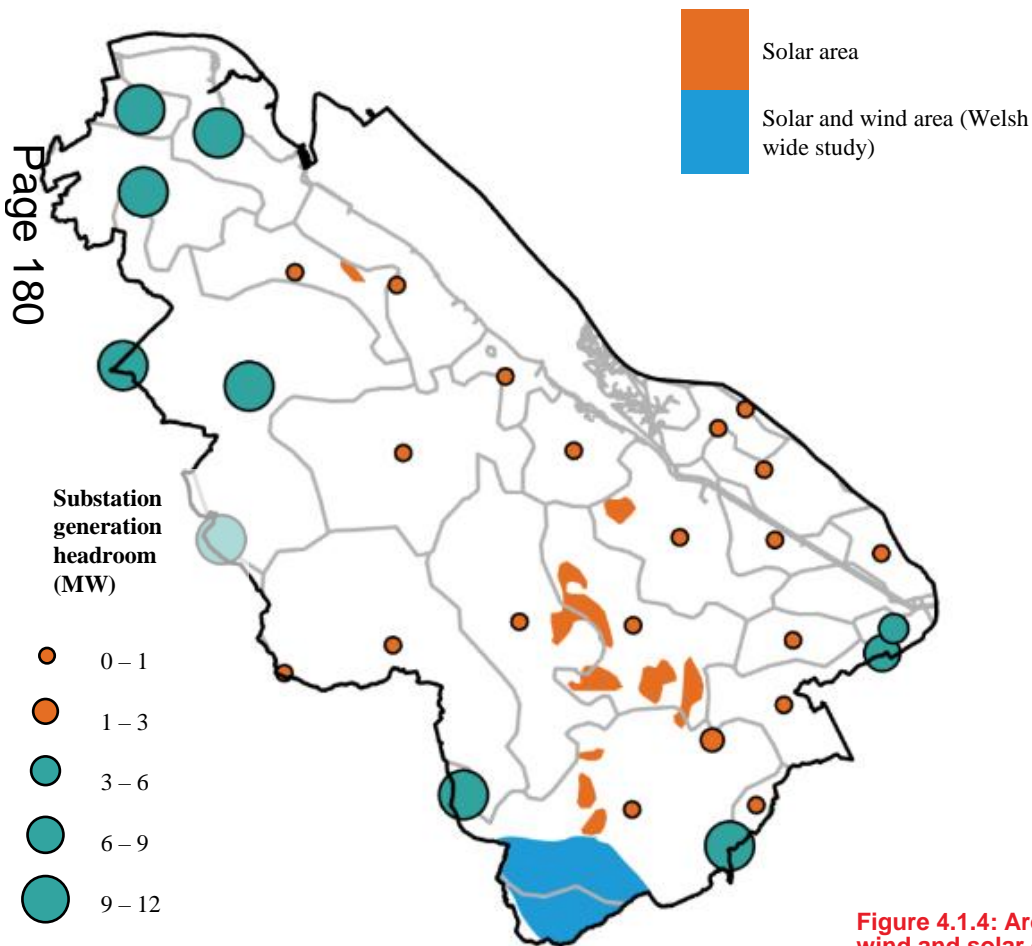 Solar area
Solar and wind area (Welsh
wide study)
Page 180
Substation
generation
headroom
(MW)
0 – 1
1 – 3
3 – 6
6 – 9
9 – 12
Figure 4.1.4: Are
wind and solar